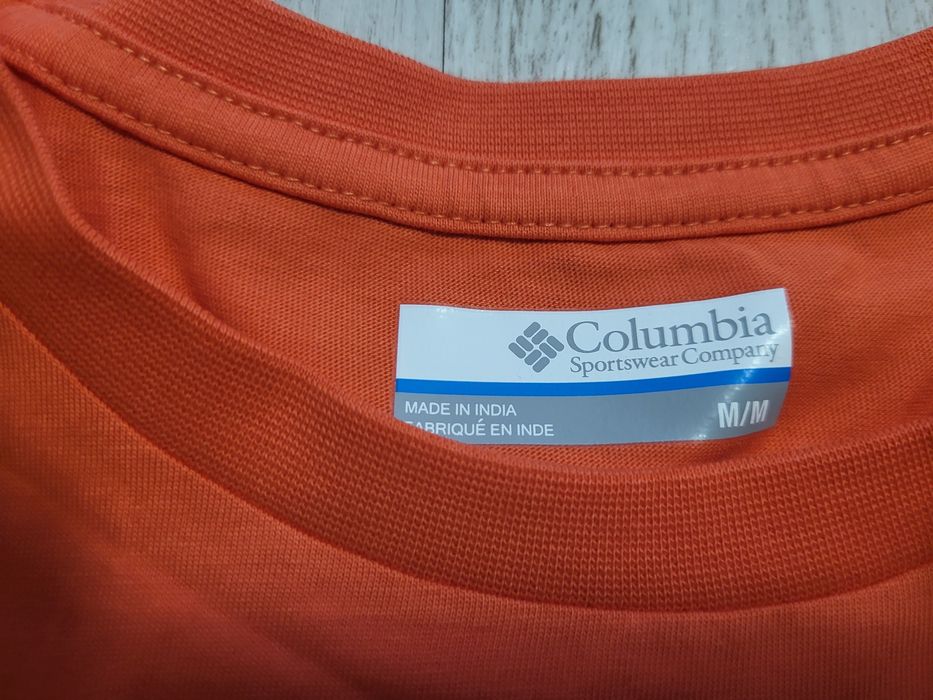 Columbia
Sportswear Company
MADE IN INDIA
FABRIQUÉ EN INDE
M/M